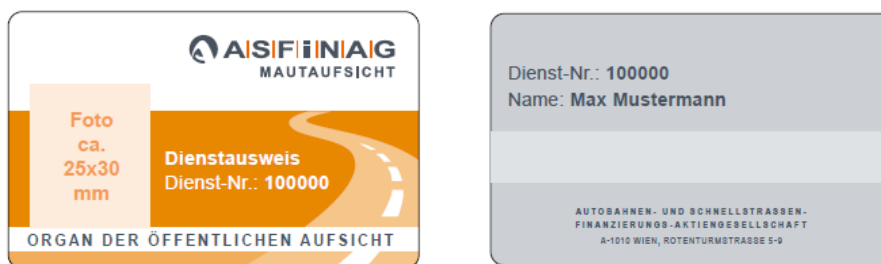 ASFiNAG
MAUTAUFSICHT
Foto
ca.
25x30
mm
Dienstausweis
Dienst-Nr.: 100000
ORGAN DER ÖFFENTLICHEN AUFSICHT
Dienst-Nr.: 100000
Name: Max Mustermann
AUTOBAHNEN- UND SCHNELLSTRASSEN-
FINANZIERUNGS-AKTIENGESELLSCHAFT
A-1010 WIEN, ROTENTURMSTRASSE 5-9